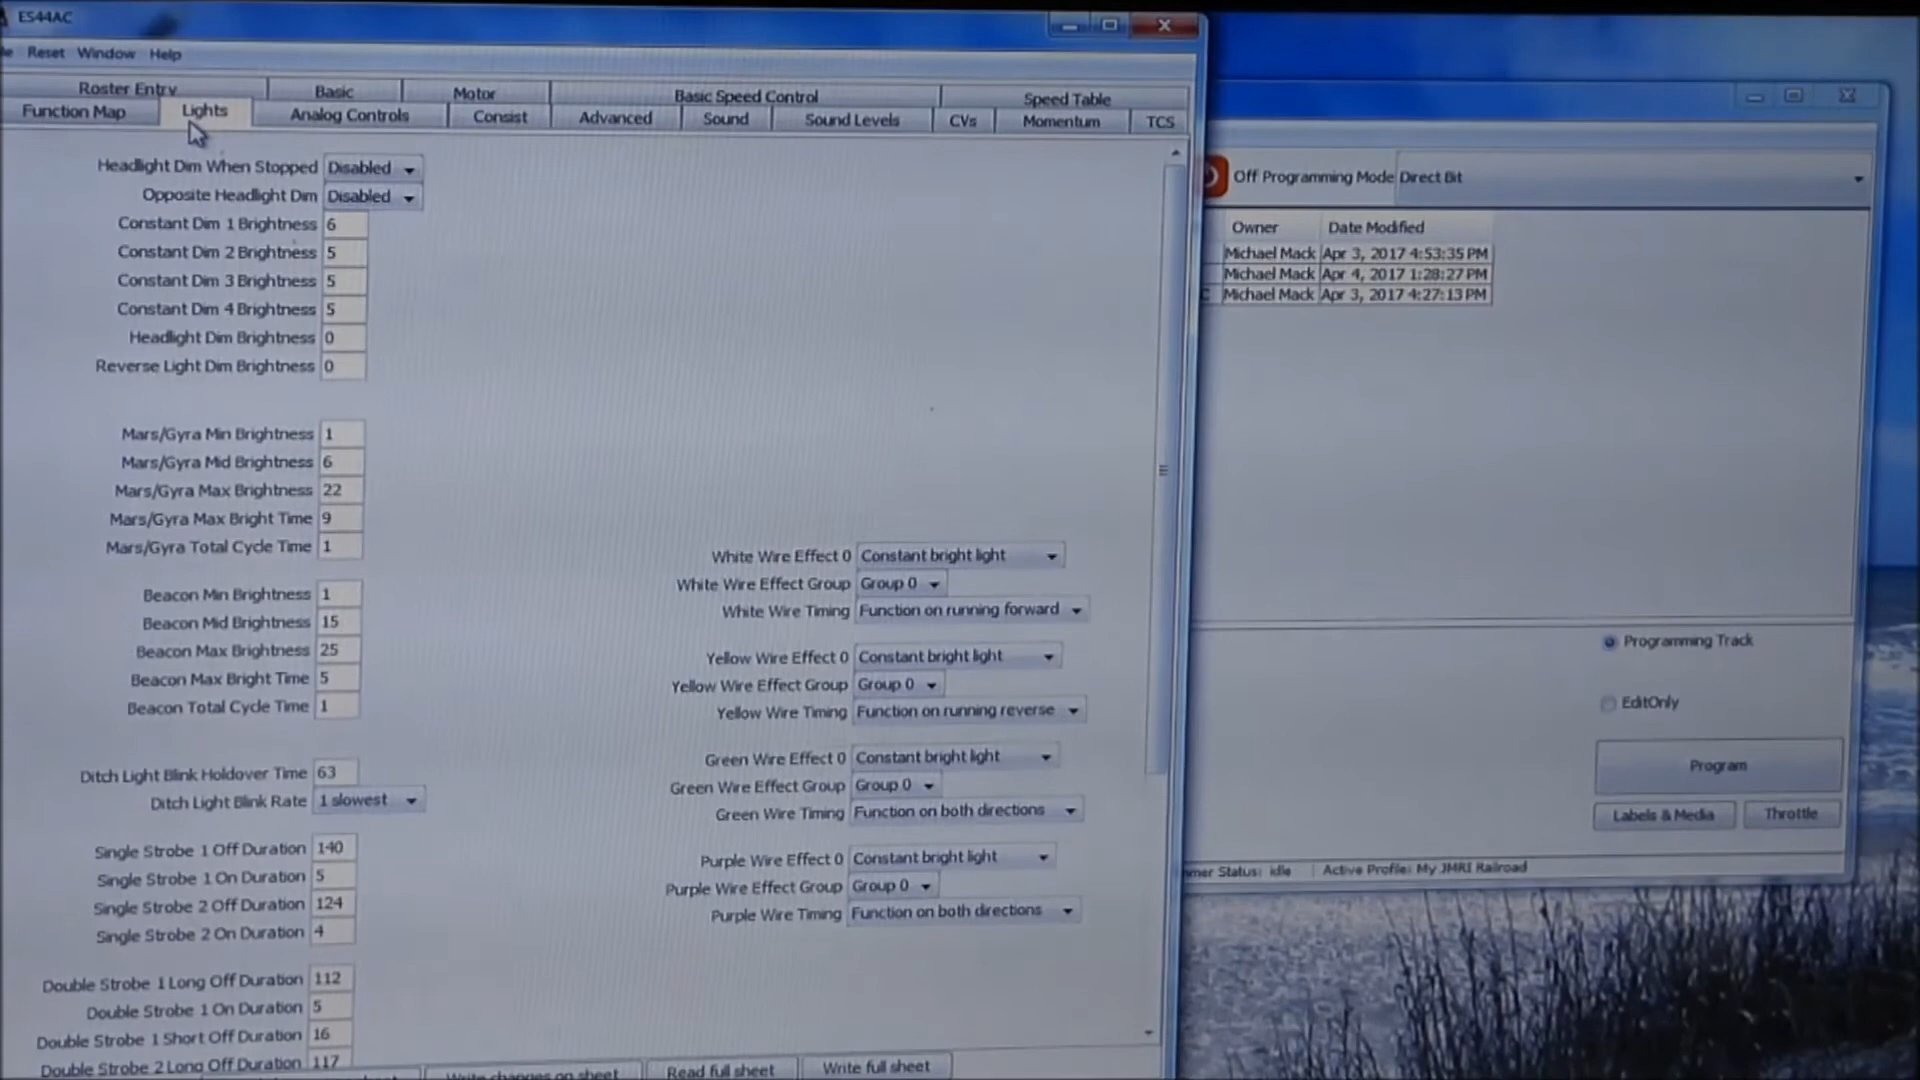 ES44AC
Reset Window Help
Roster Entry Basic Motor Basic Speed Control Speed Table
Function Map Lights Analog Controls Consist Advanced Sound Sound Levels CVs Momentum TCS
Headlight Dim When Stopped Disabled
Opposite Headlight Dim Disabled
Constant Dim 1 Brightness 6
Constant Dim 2 Brightness 5
Constant Dim 3 Brightness 5
Constant Dim 4 Brightness 5
Headlight Dim Brightness 0
Reverse Light Dim Brightness 0
Mars/Gyra Min Brightness 1
Mars/Gyra Mid Brightness 6
Mars/Gyra Max Brightness 22
Mars/Gyra Max Bright Time 9
Mars/Gyra Total Cycle Time 1
Beacon Min Brightness 1
Beacon Mid Brightness 15
Beacon Max Brightness 25
Beacon Max Bright Time 5
Beacon Total Cycle Time 1
Ditch Light Blink Holdover Time 63
Ditch Light Blink Rate 1 slowest
Single Strobe 1 Off Duration 140
Single Strobe 1 On Duration 5
Single Strobe 2 Off Duration 124
Single Strobe 2 On Duration 4
Double Strobe 1 Long Off Duration 112
Double Strobe 1 On Duration 5
Double Strobe 1 Short Off Duration 16
Double Strobe 2 Long Off Duration 117
White Wire Effect 0 Constant bright light
White Wire Effect Group Group 0
White Wire Timing Function on running forward
Yellow Wire Effect 0 Constant bright light
Yellow Wire Effect Group Group 0
Yellow Wire Timing Function on running reverse
Green Wire Effect 0 Constant bright light
Green Wire Effect Group Group 0
Green Wire Timing Function on both directions
Purple Wire Effect 0 Constant bright light
Purple Wire Effect Group Group 0
Purple Wire Timing Function on both directions
Write changes on sheet Read full sheet Write full sheet
Off Programming Mode Direct Bit
Owner Date Modified
Michael Mack Apr 3, 2017 4:53:35 PM
Michael Mack Apr 4, 2017 1:28:27 PM
C Michael Mack Apr 3, 2017 4:27:13 PM
Programming Track
EditOnly
Program
Labels & Media Throttle
mmer Status: idle Active Profile: My JMRI Railroad